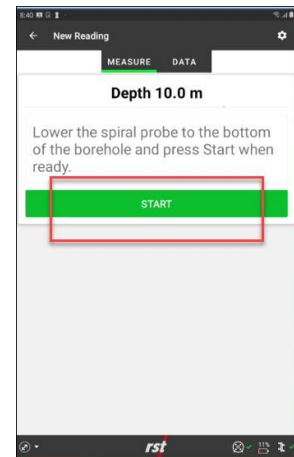 8:40
New Reading
MEASURE DATA
Depth 10.0 m
Lower the spiral probe to the bottom
of the borehole and press Start when
ready.
START
rst
11%